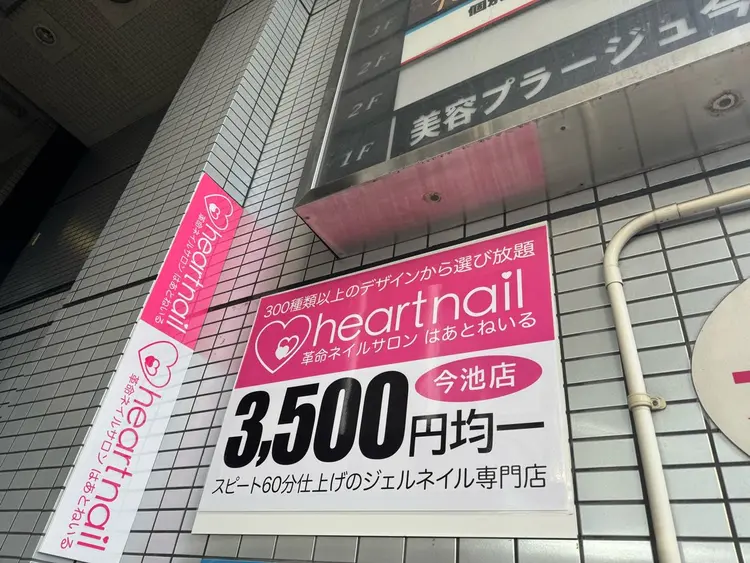 3F
個別
2F
2F
1F 美容プラージュ今
300種類以上のデザインから選び放題
heartnail
革命ネイルサロン はあとねいる
今池店
3,500円均一
スピート60分仕上げのジェルネイル専門店
heartnail
革命ネイルサロン はあとねいる
heartnail
革命ネイルサロン はあとねいる